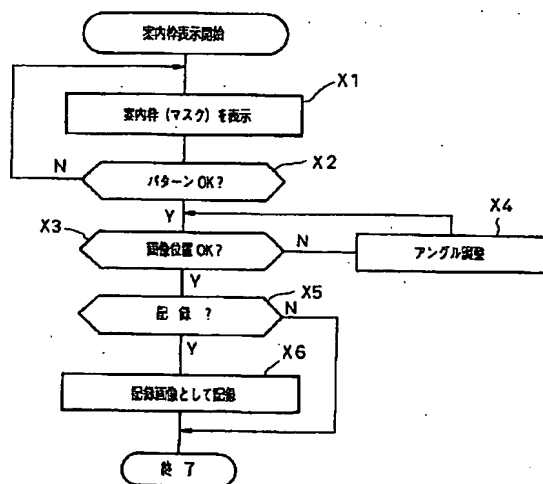 案内枠表示開始
X1
案内枠(マスク)を表示
X2
パターンOK?
N
Y
X3
画像位置OK?
N
X4
アングル調整
Y
X5
記録?
N
Y
X6
記録画像として記録
終了